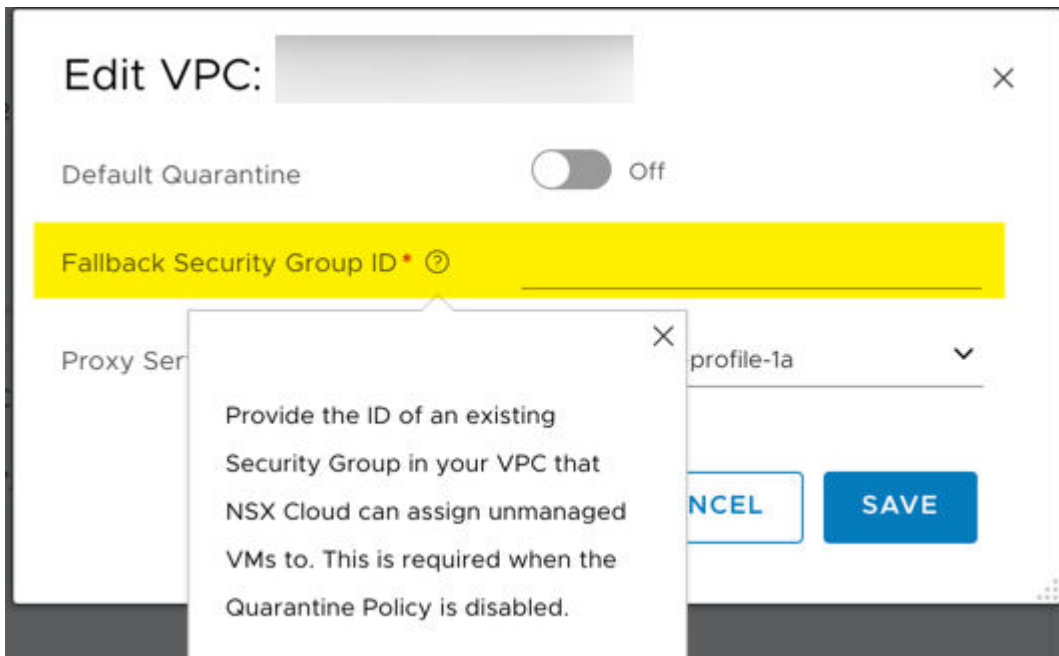 Edit VPC:
Default Quarantine
Off
Fallback Security Group ID*
Proxy Ser
profile-1a
Provide the ID of an existing
Security Group in your VPC that
NSX Cloud can assign unmanaged
VMs to. This is required when the
Quarantine Policy is disabled.
NCEL
SAVE